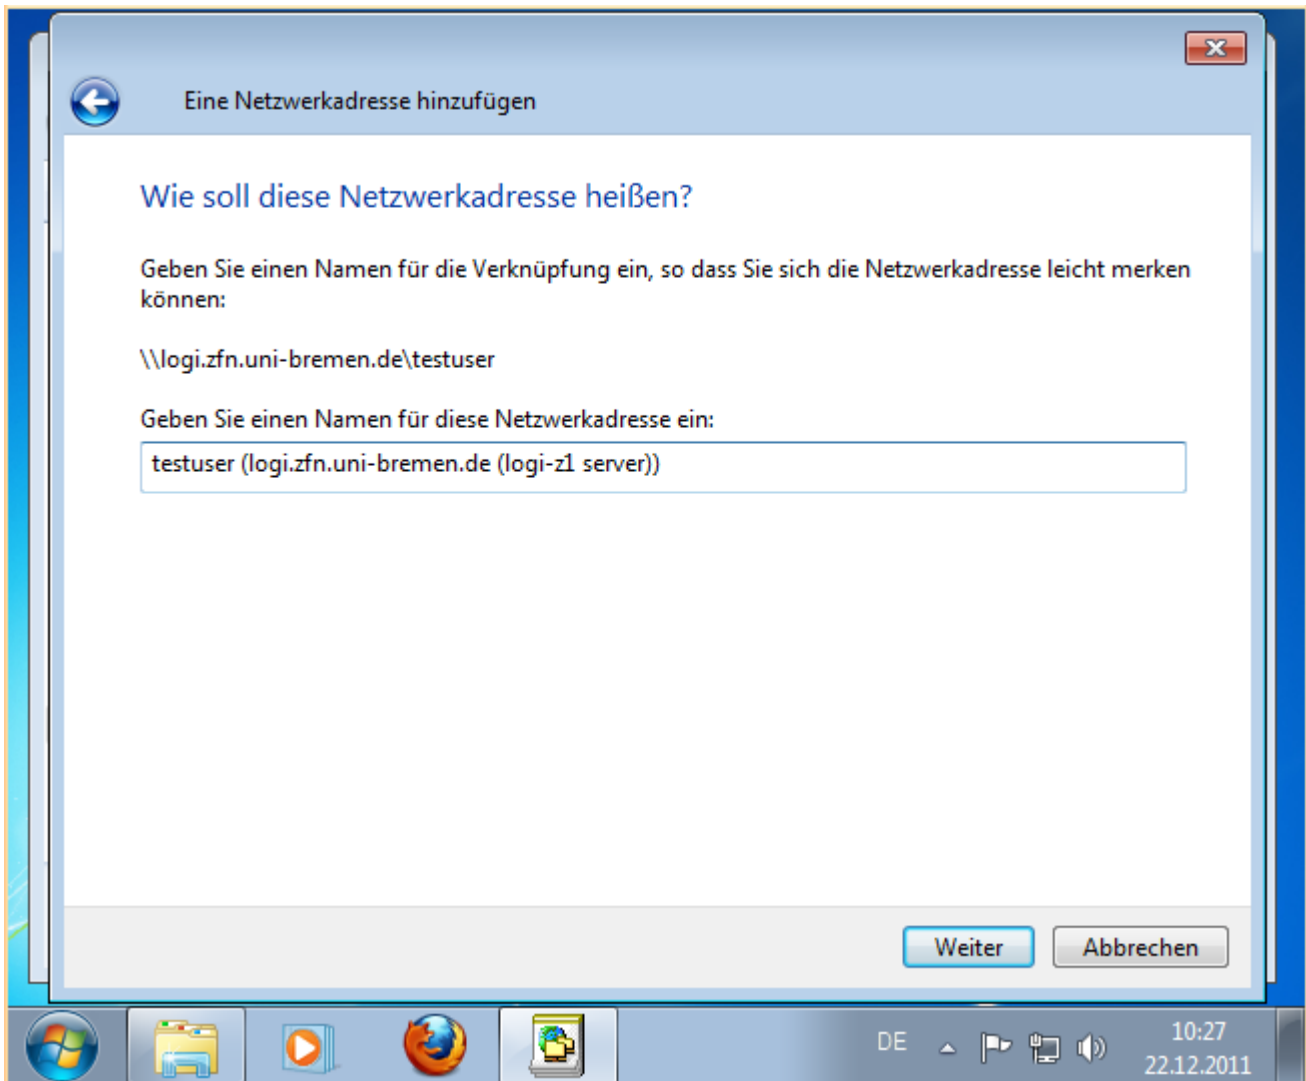 Eine Netzwerkadresse hinzufügen
Wie soll diese Netzwerkadresse heißen?
Geben Sie einen Namen für die Verknüpfung ein, so dass Sie sich die Netzwerkadresse leicht merken
können:
\\logi.zfn.uni-bremen.de\testuser
Geben Sie einen Namen für diese Netzwerkadresse ein:
testuser (logi.zfn.uni-bremen.de (logi-z1 server))
Weiter Abbrechen
DE 10:27
22.12.2011